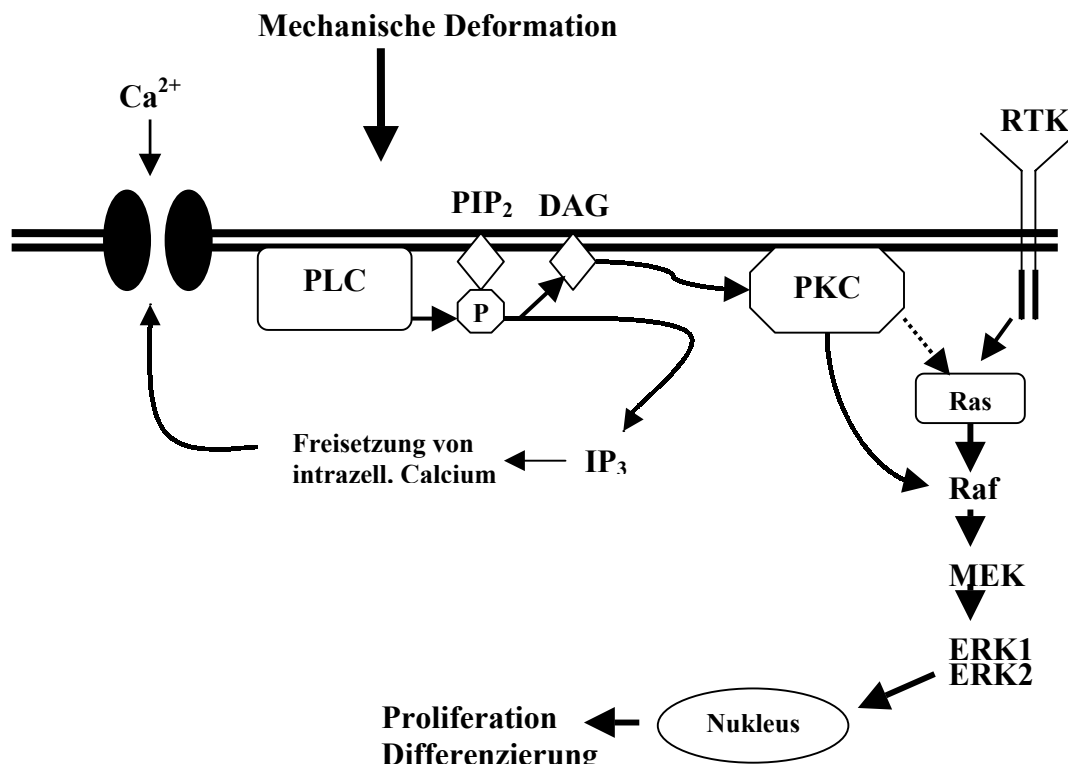 Mechanische Deformation
Ca²⁺
RTK
PIP₂
DAG
PLC
P
PKC
Ras
Freisetzung von
intrazell. Calcium
IP₃
Raf
MEK
ERK1
ERK2
Nukleus
Proliferation
Differenzierung